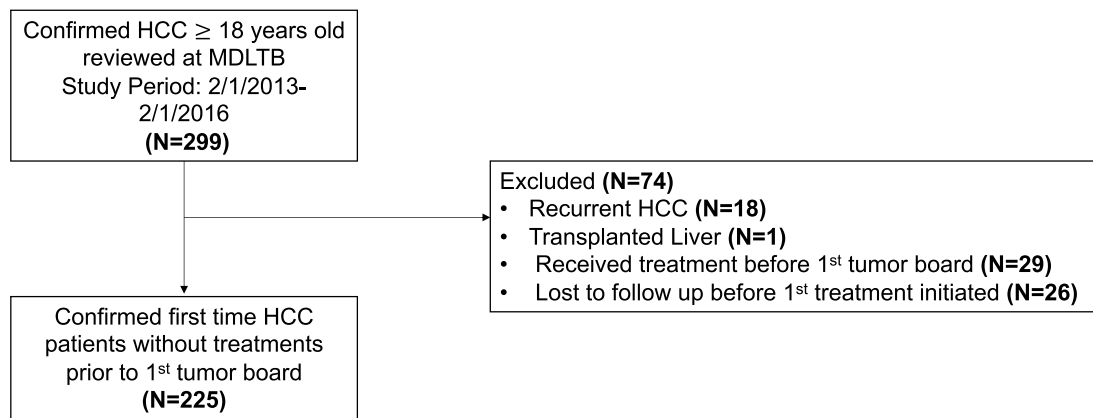 Confirmed HCC ≥ 18 years old
reviewed at MDLTB
Study Period: 2/1/2013-
2/1/2016
(N=299)
Excluded (N=74)
• Recurrent HCC (N=18)
• Transplanted Liver (N=1)
• Received treatment before 1st tumor board (N=29)
• Lost to follow up before 1st treatment initiated (N=26)
Confirmed first time HCC
patients without treatments
prior to 1st tumor board
(N=225)